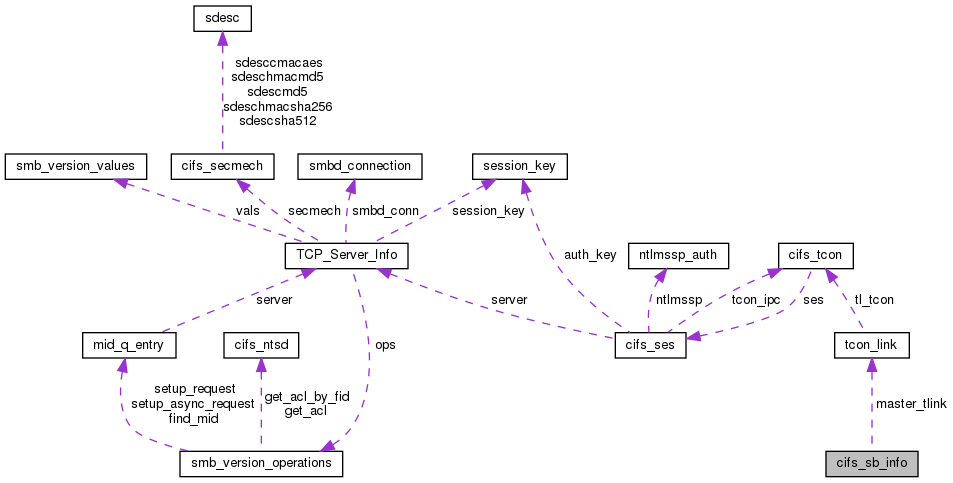 sdesc
sdesccmacaes
sdeschmacmd5
sdescmd5
sdeschmacsha256
sdescsha512
smb_version_values
cifs_secmech
smbd_connection
session_key
vals
secmech
smbd_conn
session_key
TCP_Server_Info
auth_key
ntlmssp_auth
cifs_tcon
server
server
ntlmssp
tcon_ipc
ses
tl_tcon
mid_q_entry
cifs_ntsd
ops
cifs_ses
tcon_link
setup_request
setup_async_request
find_mid
get_acl_by_fid
get_acl
master_tlink
smb_version_operations
cifs_sb_info